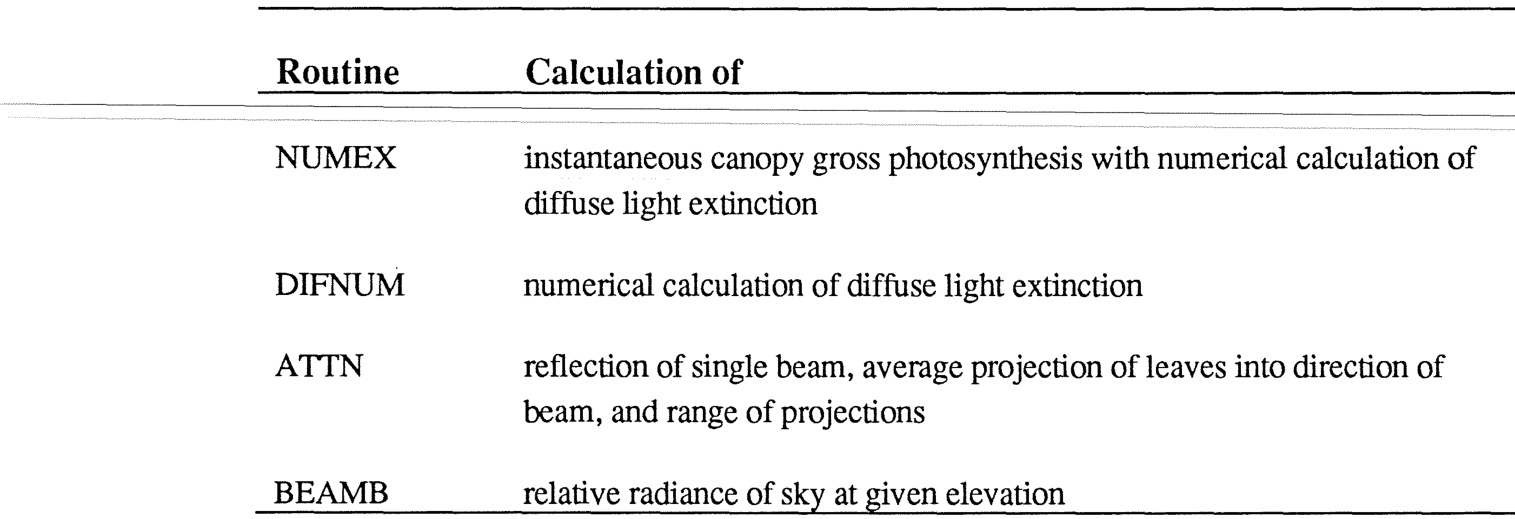 Routine Calculation of
NUMEX instantaneous canopy gross photosynthesis with numerical calculation of
diffuse light extinction
DIFNUM numerical calculation of diffuse light extinction
ATTN reflection of single beam, average projection of leaves into direction of
beam, and range of projections
BEAMB relative radiance of sky at given elevation